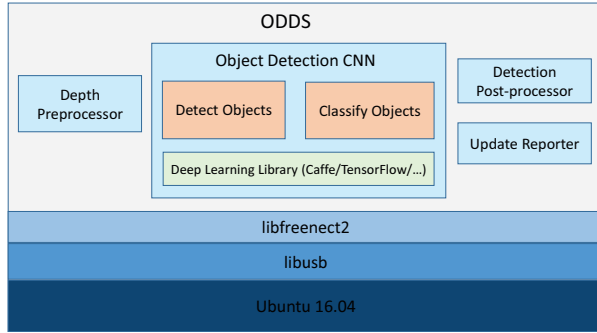 ODDS
Object Detection CNN
Depth
Preprocessor
Detect Objects
Classify Objects
Deep Learning Library (Caffe/TensorFlow/...)
Detection
Post-processor
Update Reporter
libfreenect2
libusb
Ubuntu 16.04